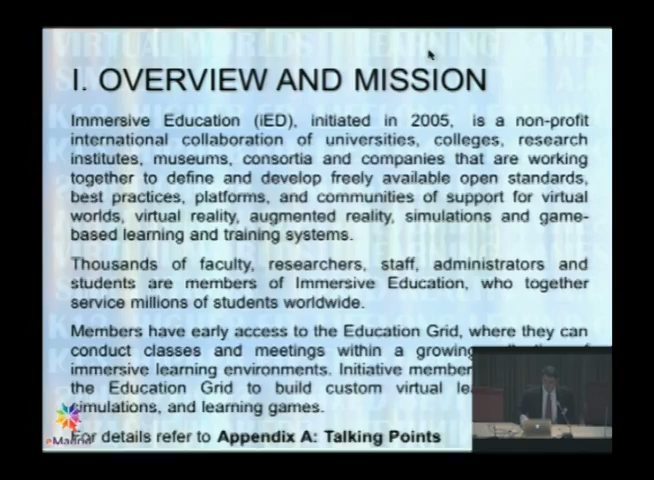 I. OVERVIEW AND MISSION
Immersive Education (iED), initiated in 2005, is a non-profit
international collaboration of universities, colleges, research
institutes, museums, consortia and companies that are working
together to define and develop freely available open standards,
best practices, platforms, and communities of support for virtual
worlds, virtual reality, augmented reality, simulations and game-
based learning and training systems.
Thousands of faculty, researchers, staff, administrators and
students are members of Immersive Education, who together
service millions of students worldwide.
Members have early access to the Education Grid, where they can
conduct classes and meetings within a growing
immersive learning environments. Initiative member
the Education Grid to build custom virtual
simulations, and learning games.
For details refer to Appendix A: Talking Points
eMadrid